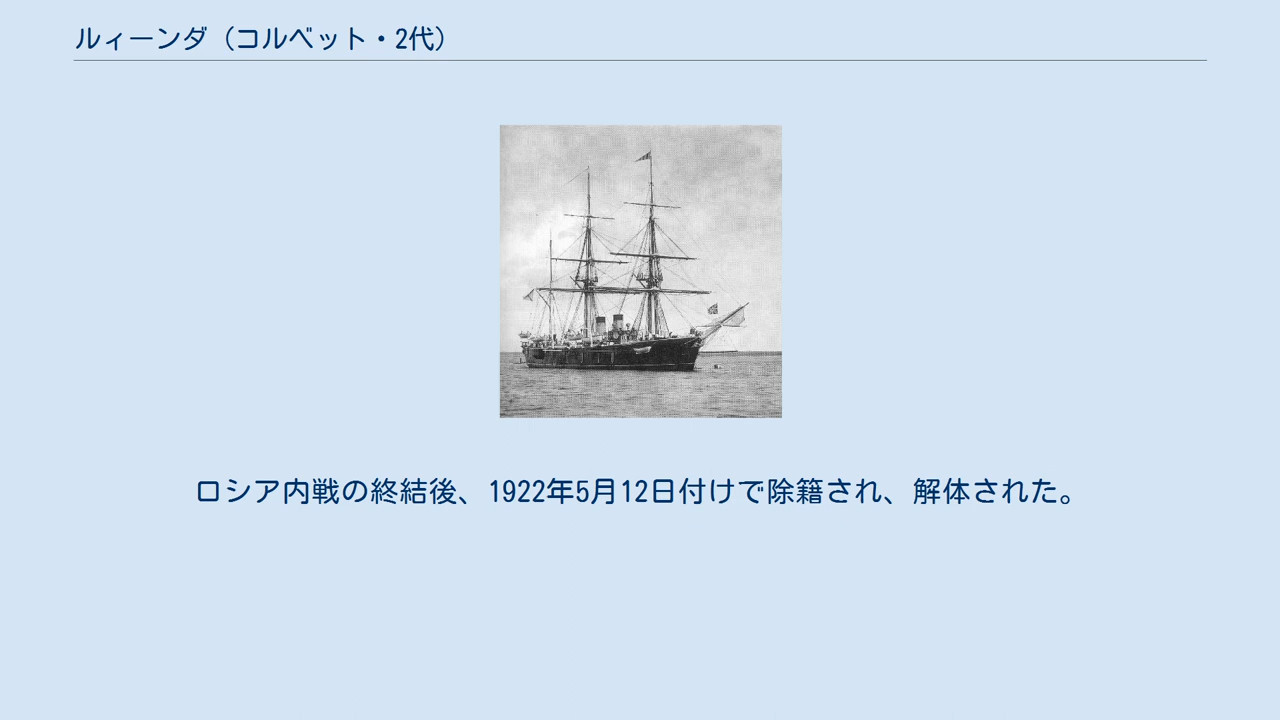 ルィーンダ（コルベット・2代）
ロシア内戦の終結後、1922年5月12日付けで除籍され、解体された。